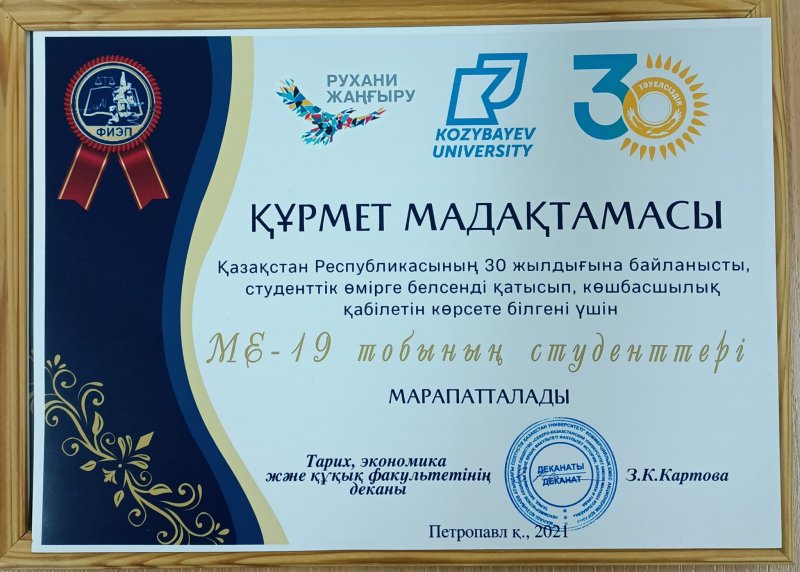 ФИЭП
РУХАНИ
ЖАҢҒЫРУ
KOZYBAYEV
UNIVERSITY
30
ТӘУЕЛСІЗДІК
ҚҰРМЕТ МАДАҚТАМАСЫ
Қазақстан Республикасының 30 жылдығына байланысты,
студенттік өмірге белсенді қатысып, көшбасшылық
қабілетін көрсете білгені үшін
МЕ-19 тобының студенттері
МАРАПАТТАЛАДЫ
Тарих, экономика
және құқық факультетінің
деканы
ДЕКАНАТЫ
ДЕКАНАТ
З.К.Картова
Петропавл қ., 2021